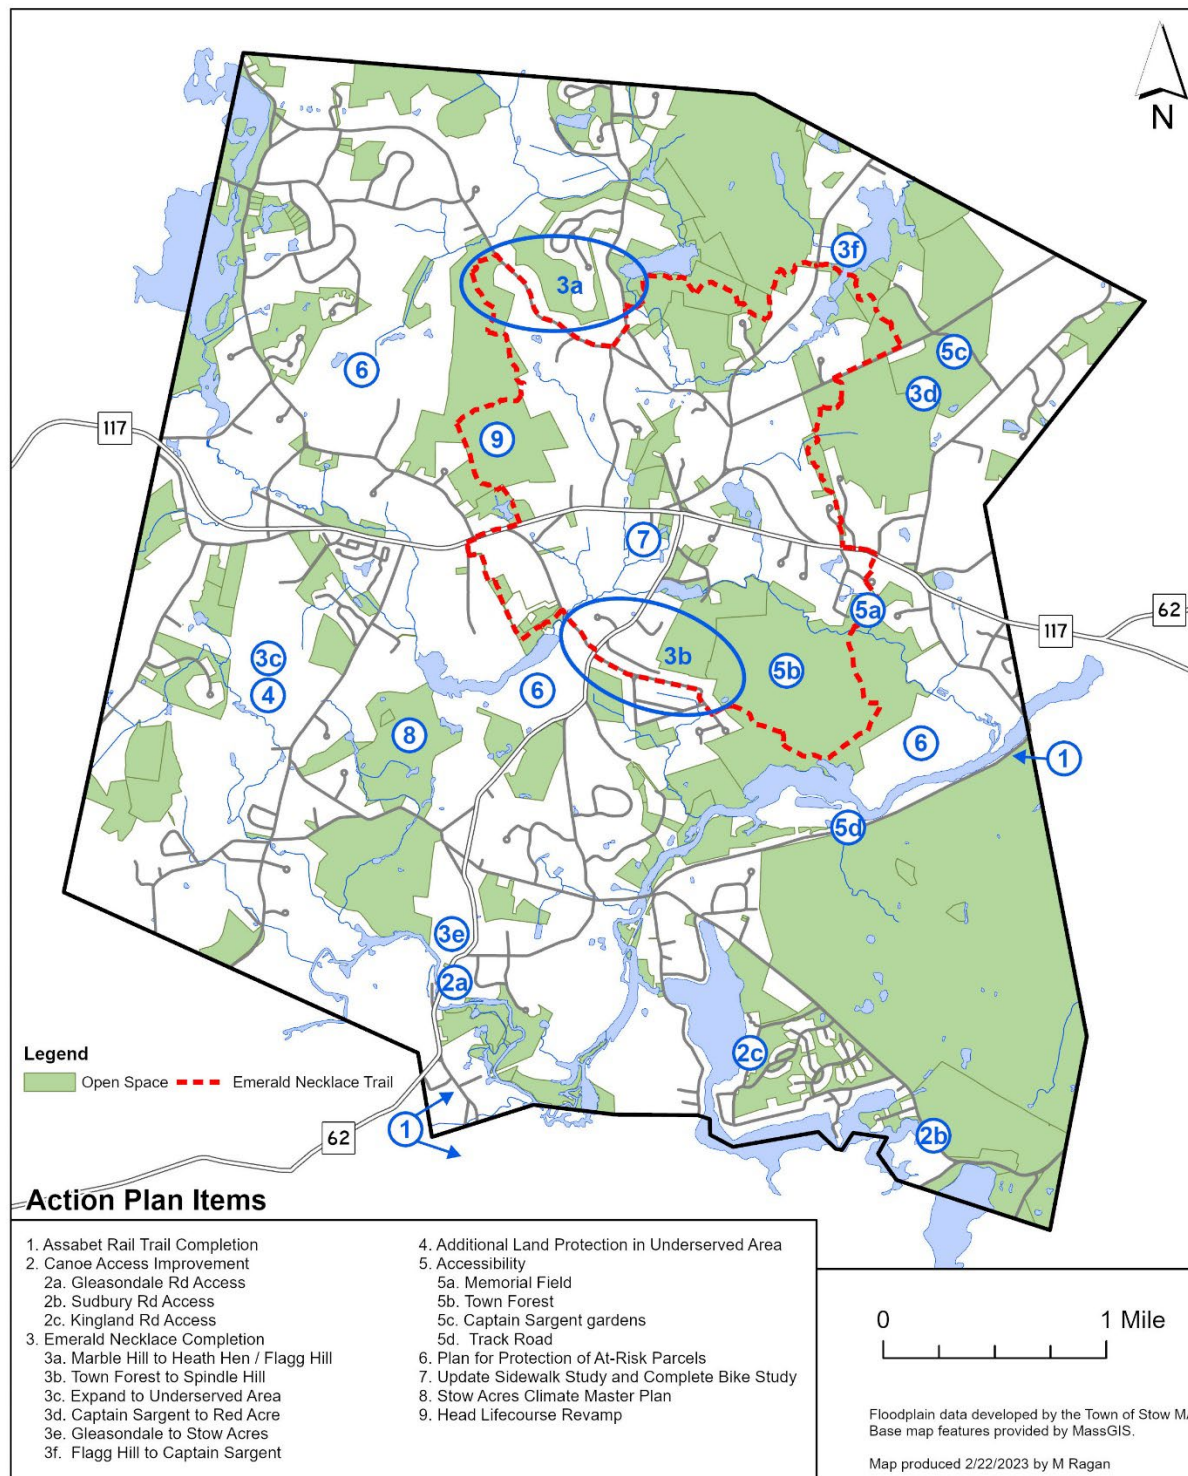 N
3a
3f
5c
3d
6
117
9
7
5a
117
62
3c
4
3b
5b
6
8
6
1
5d
3e
2a
2c
2b
Legend
Open Space
Emerald Necklace Trail
1
62
Action Plan Items
1. Assabet Rail Trail Completion
2. Canoe Access Improvement
2a. Gleasondale Rd Access
2b. Sudbury Rd Access
2c. Kingland Rd Access
3. Emerald Necklace Completion
3a. Marble Hill to Heath Hen / Flagg Hill
3b. Town Forest to Spindle Hill
3c. Expand to Underserved Area
3d. Captain Sargent to Red Acre
3e. Gleasondale to Stow Acres
3f. Flagg Hill to Captain Sargent
4. Additional Land Protection in Underserved Area
5. Accessibility
5a. Memorial Field
5b. Town Forest
5c. Captain Sargent gardens
5d. Track Road
6. Plan for Protection of At-Risk Parcels
7. Update Sidewalk Study and Complete Bike Study
8. Stow Acres Climate Master Plan
9. Head Lifecourse Revamp
0 1 Mile
Floodplain data developed by the Town of Stow MA
Base map features provided by MassGIS.
Map produced 2/22/2023 by M Ragan